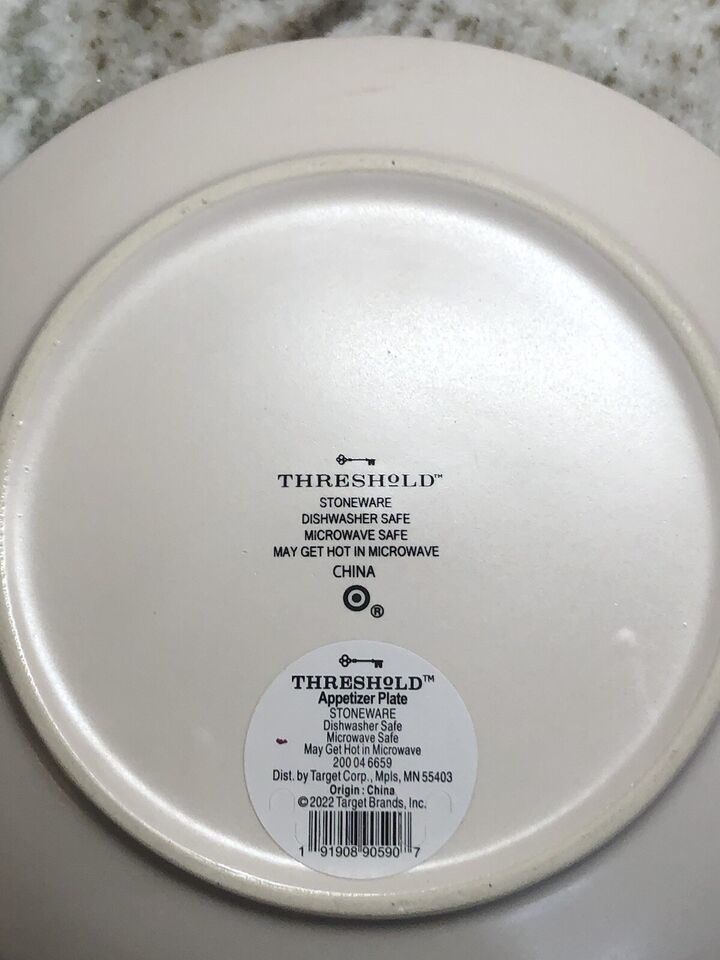 THRESHOLD™
STONEWARE
DISHWASHER SAFE
MICROWAVE SAFE
MAY GET HOT IN MICROWAVE
CHINA
®
THRESHOLD™
Appetizer Plate
STONEWARE
Dishwasher Safe
Microwave Safe
May Get Hot in Microwave
200 04 6659
Dist. by Target Corp., Mpls, MN 55403
Origin : China
©2022 Target Brands, Inc.
1 91908 90590 7